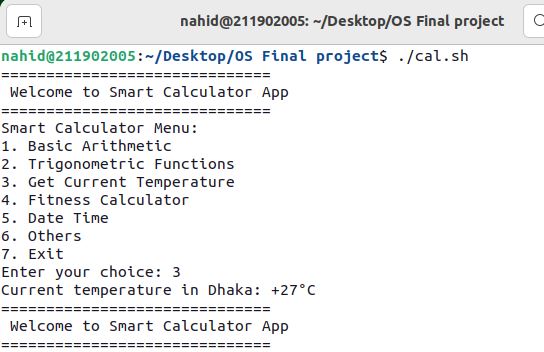 nahid@211902005: ~/Desktop/OS Final project
nahid@211902005:~/Desktop/OS Final project$ ./cal.sh
==============================
 Welcome to Smart Calculator App
==============================
Smart Calculator Menu:
1. Basic Arithmetic
2. Trigonometric Functions
3. Get Current Temperature
4. Fitness Calculator
5. Date Time
6. Others
7. Exit
Enter your choice: 3
Current temperature in Dhaka: +27°C
==============================
 Welcome to Smart Calculator App
==============================